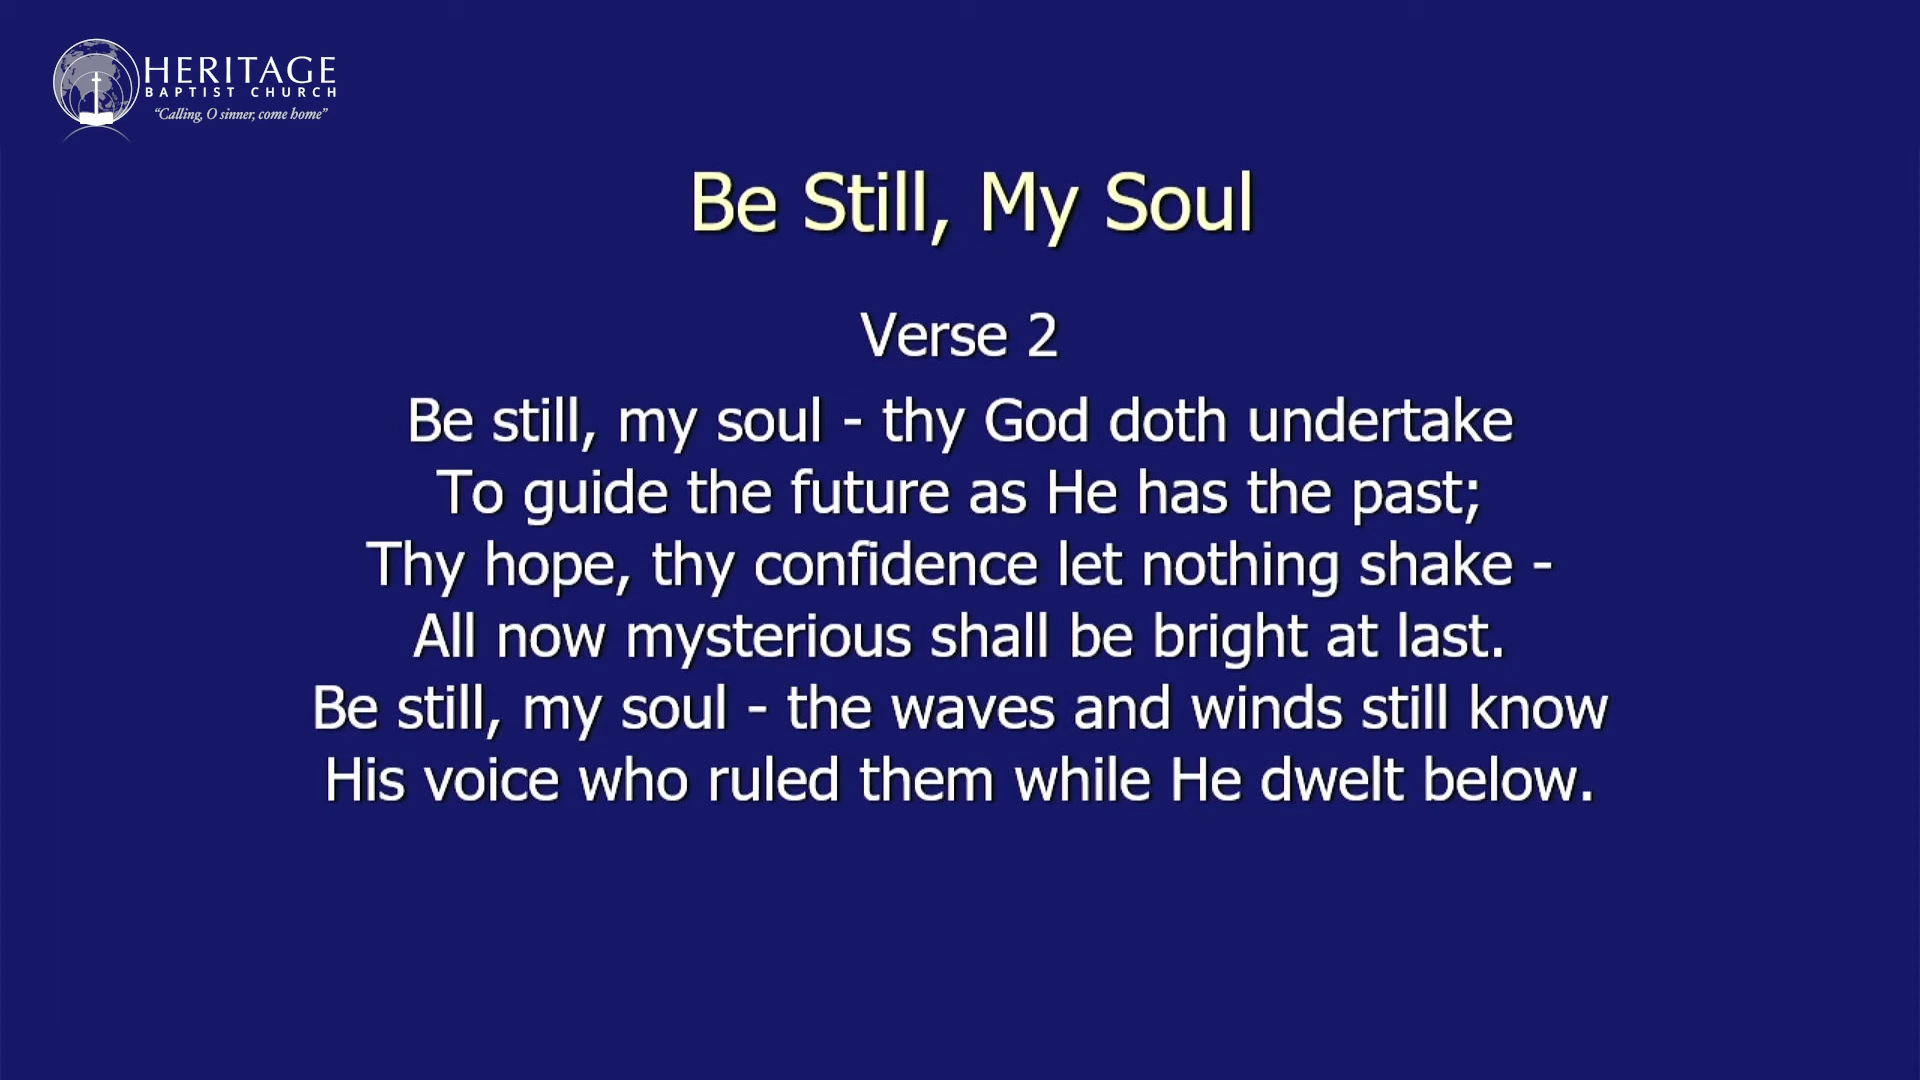 HERITAGE
BAPTIST CHURCH
"Calling, O sinner, come home"
Be Still, My Soul
Verse 2
Be still, my soul - thy God doth undertake
To guide the future as He has the past;
Thy hope, thy confidence let nothing shake -
All now mysterious shall be bright at last.
Be still, my soul - the waves and winds still know
His voice who ruled them while He dwelt below.